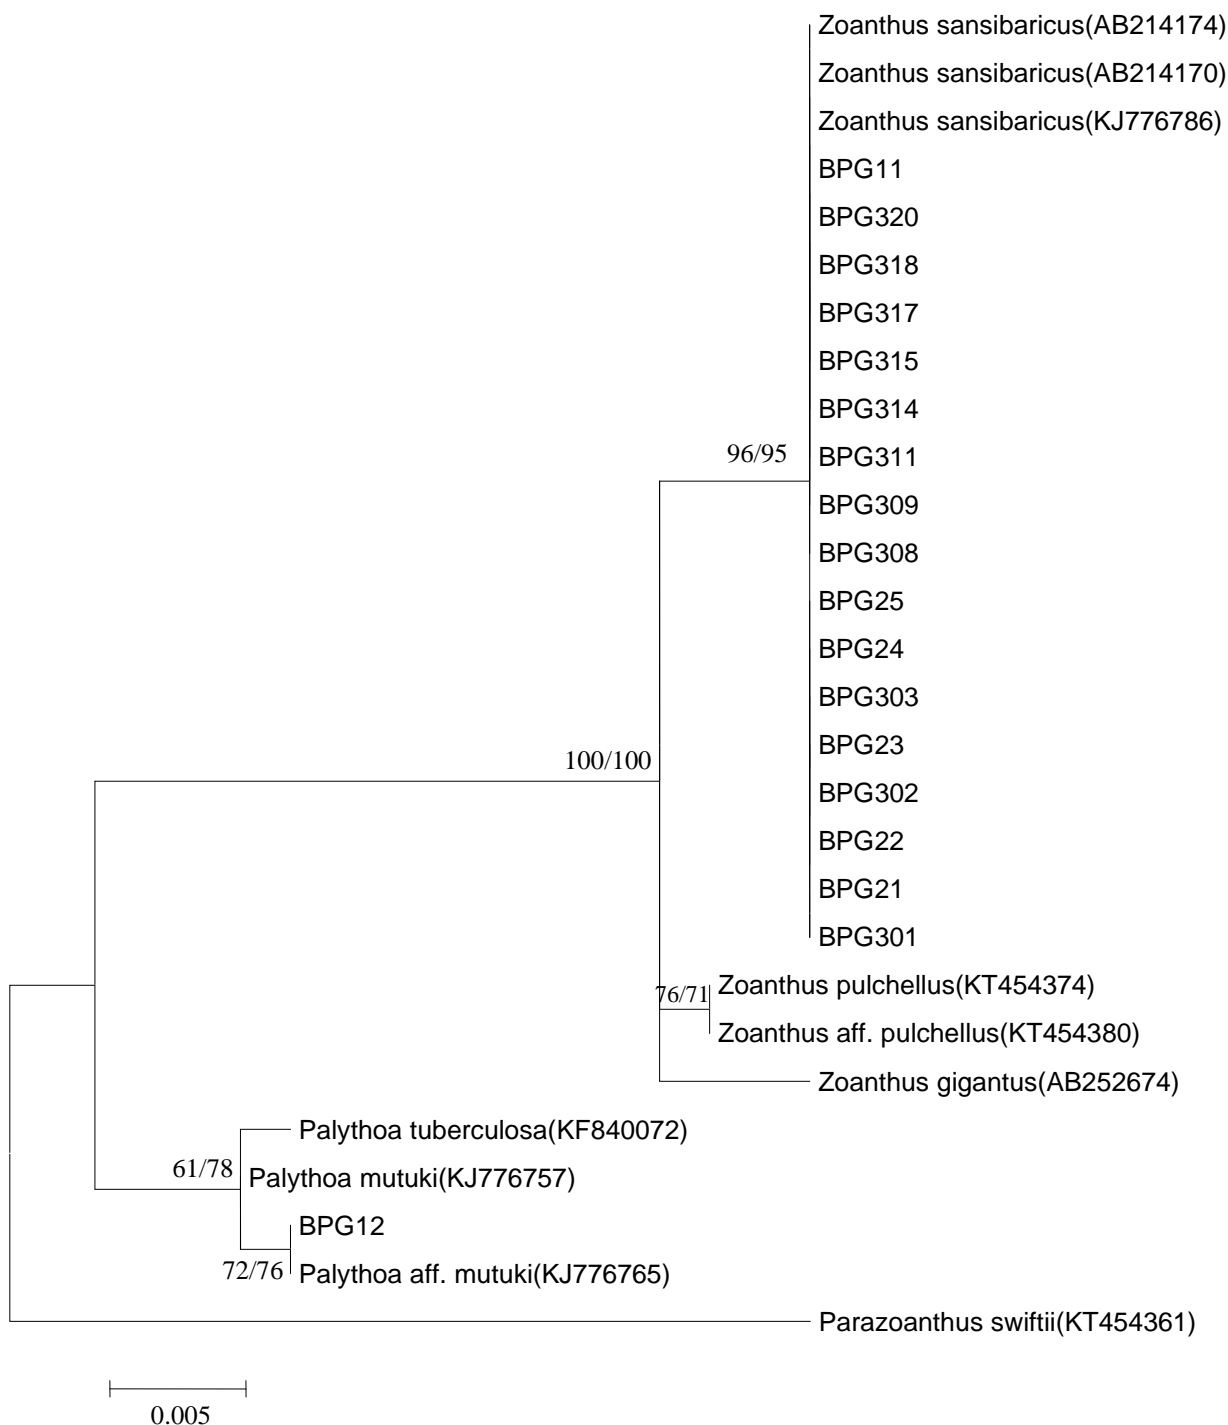 Zoanthus sansibaricus(AB214174)
Zoanthus sansibaricus(AB214170)
Zoanthus sansibaricus(KJ776786)
BPG11
BPG320
BPG318
BPG317
BPG315
BPG314
96/95
BPG311
BPG309
BPG308
BPG25
BPG24
BPG303
BPG23
100/100
BPG302
BPG22
BPG21
BPG301
76/71
Zoanthus pulchellus(KT454374)
Zoanthus aff. pulchellus(KT454380)
Zoanthus gigantus(AB252674)
Palythoa tuberculosa(KF840072)
61/78
Palythoa mutuki(KJ776757)
BPG12
72/76
Palythoa aff. mutuki(KJ776765)
Parazoanthus swiftii(KT454361)
0.005